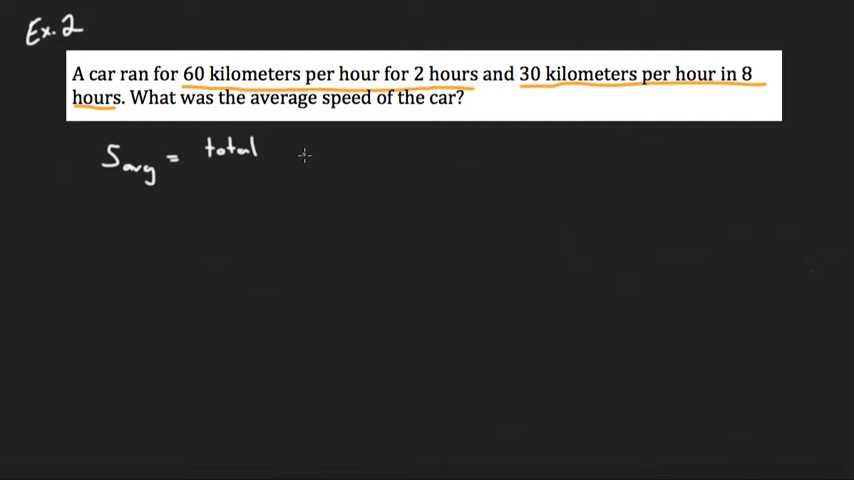 Ex. 2
A car ran for 60 kilometers per hour for 2 hours and 30 kilometers per hour in 8
hours. What was the average speed of the car?
Savg = total